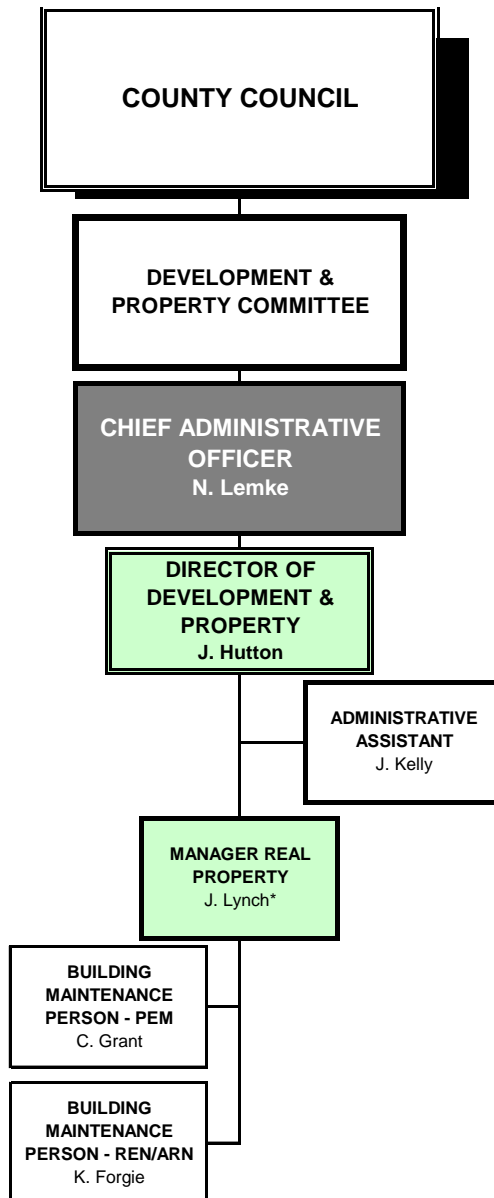 COUNTY COUNCIL
DEVELOPMENT &
PROPERTY COMMITTEE
CHIEF ADMINISTRATIVE
OFFICER
N. Lemke
DIRECTOR OF
DEVELOPMENT &
PROPERTY
J. Hutton
ADMINISTRATIVE
ASSISTANT
J. Kelly
MANAGER REAL
PROPERTY
J. Lynch*
BUILDING
MAINTENANCE
PERSON - PEM
C. Grant
BUILDING
MAINTENANCE
PERSON - REN/ARN
K. Forgie